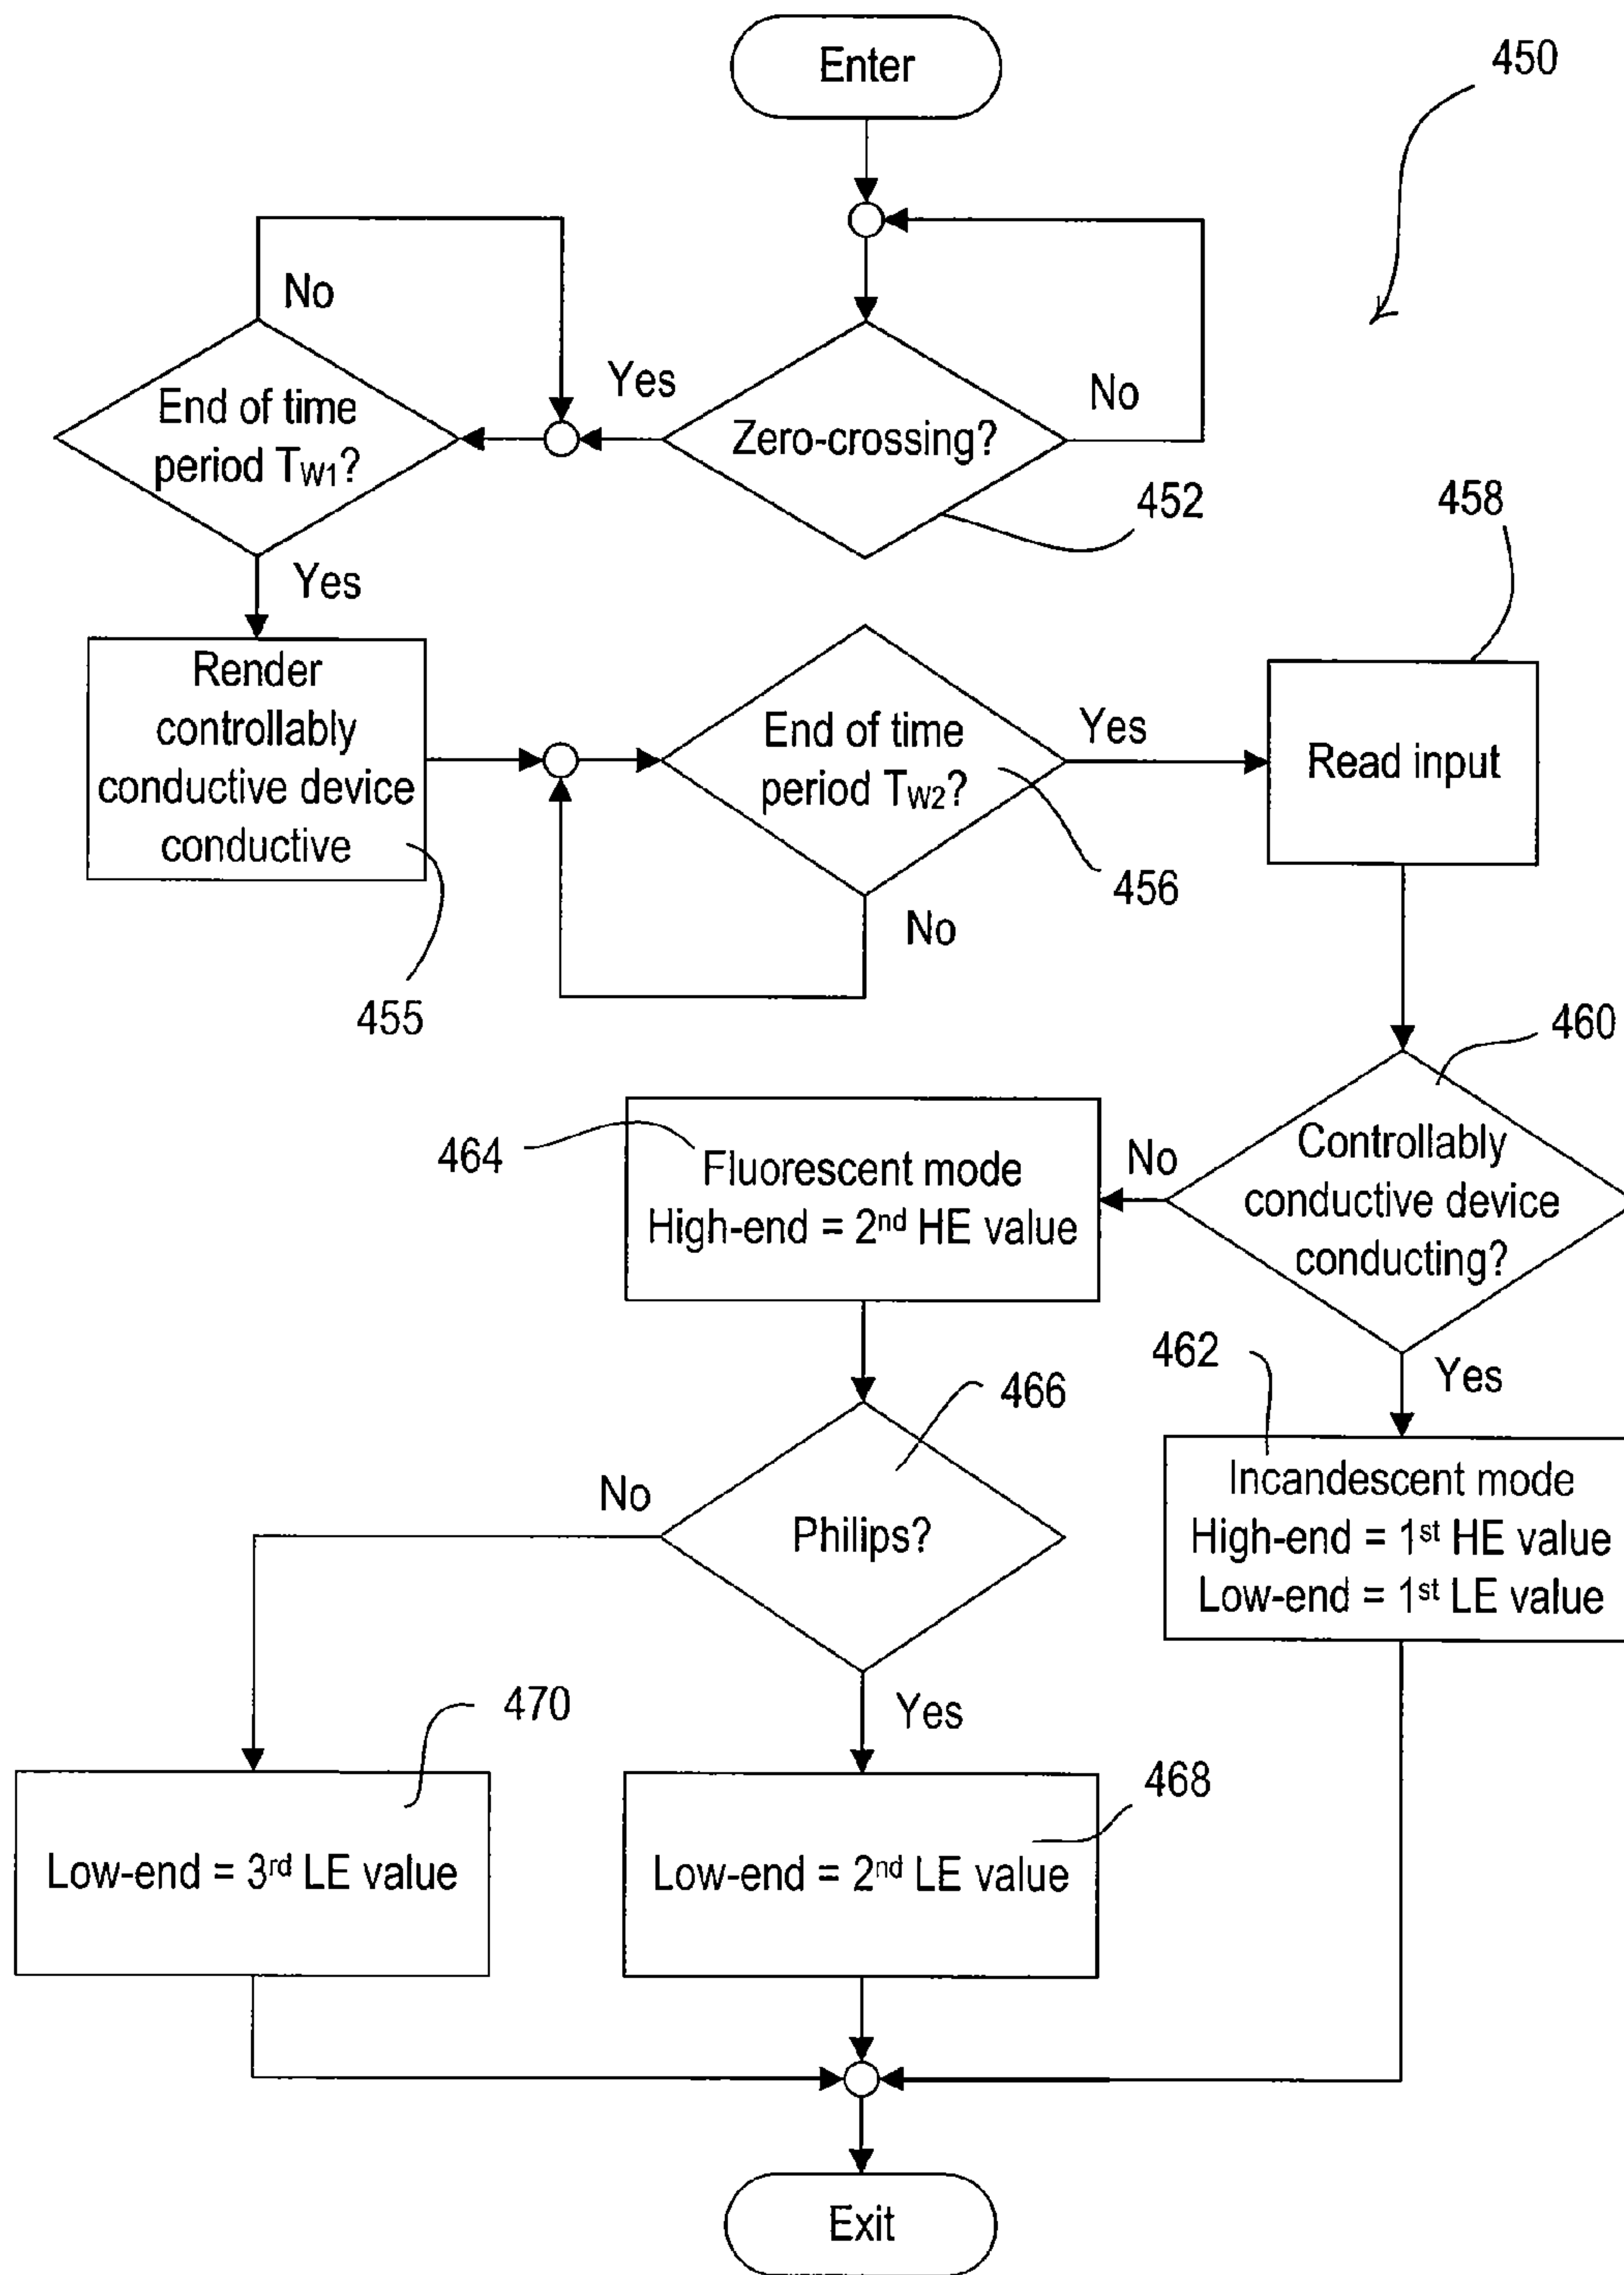 Enter
450
No
End of time
period TW1?
Yes
Zero-crossing?
No
452
458
Yes
Render
controllably
conductive device
conductive
End of time
period TW2?
Yes
Read input
456
No
455
460
464
Fluorescent mode
High-end = 2nd HE value
No
Controllably
conductive device
conducting?
462
Yes
466
No
Philips?
Incandescent mode
High-end = 1st HE value
Low-end = 1st LE value
470
Yes
468
Low-end = 3rd LE value
Low-end = 2nd LE value
Exit